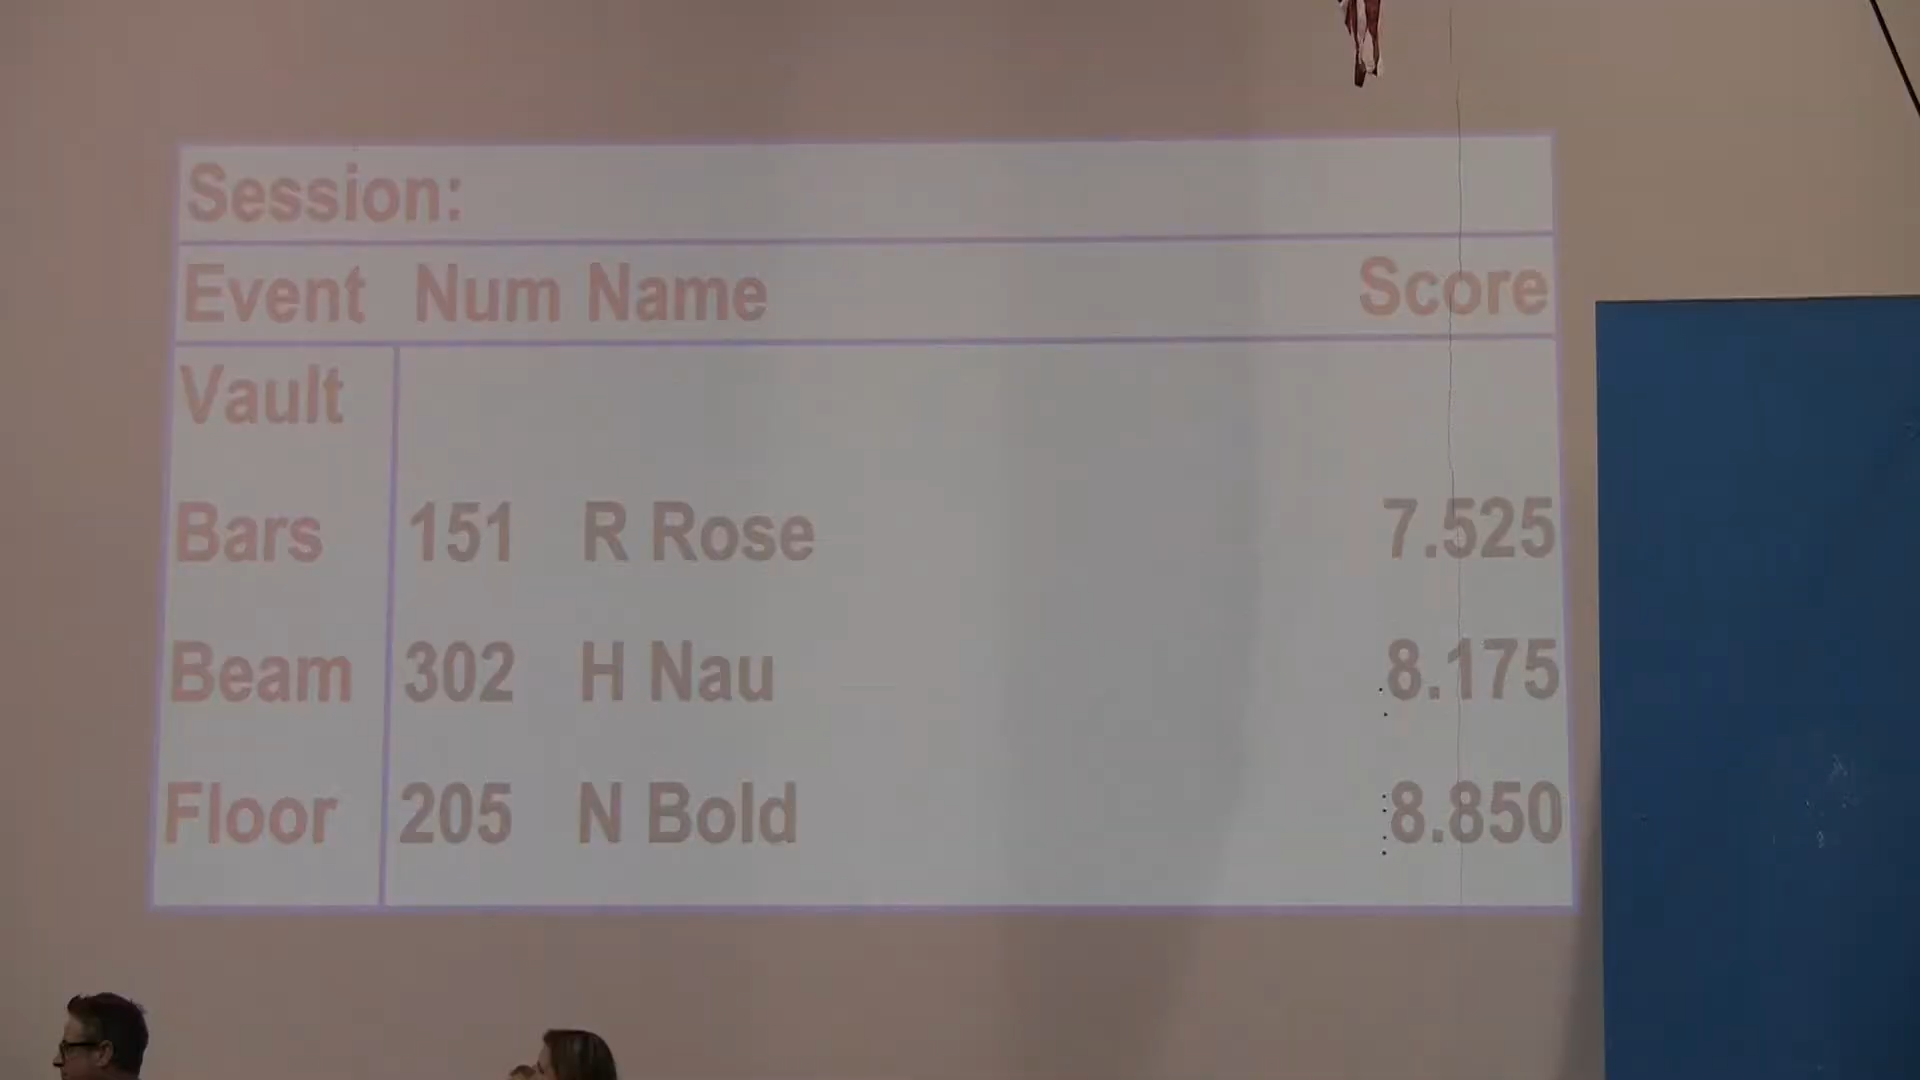 Session:
Event Num Name Score
Vault
Bars 151 R Rose 7.525
Beam 302 H Nau 8.175
Floor 205 N Bold 8.850